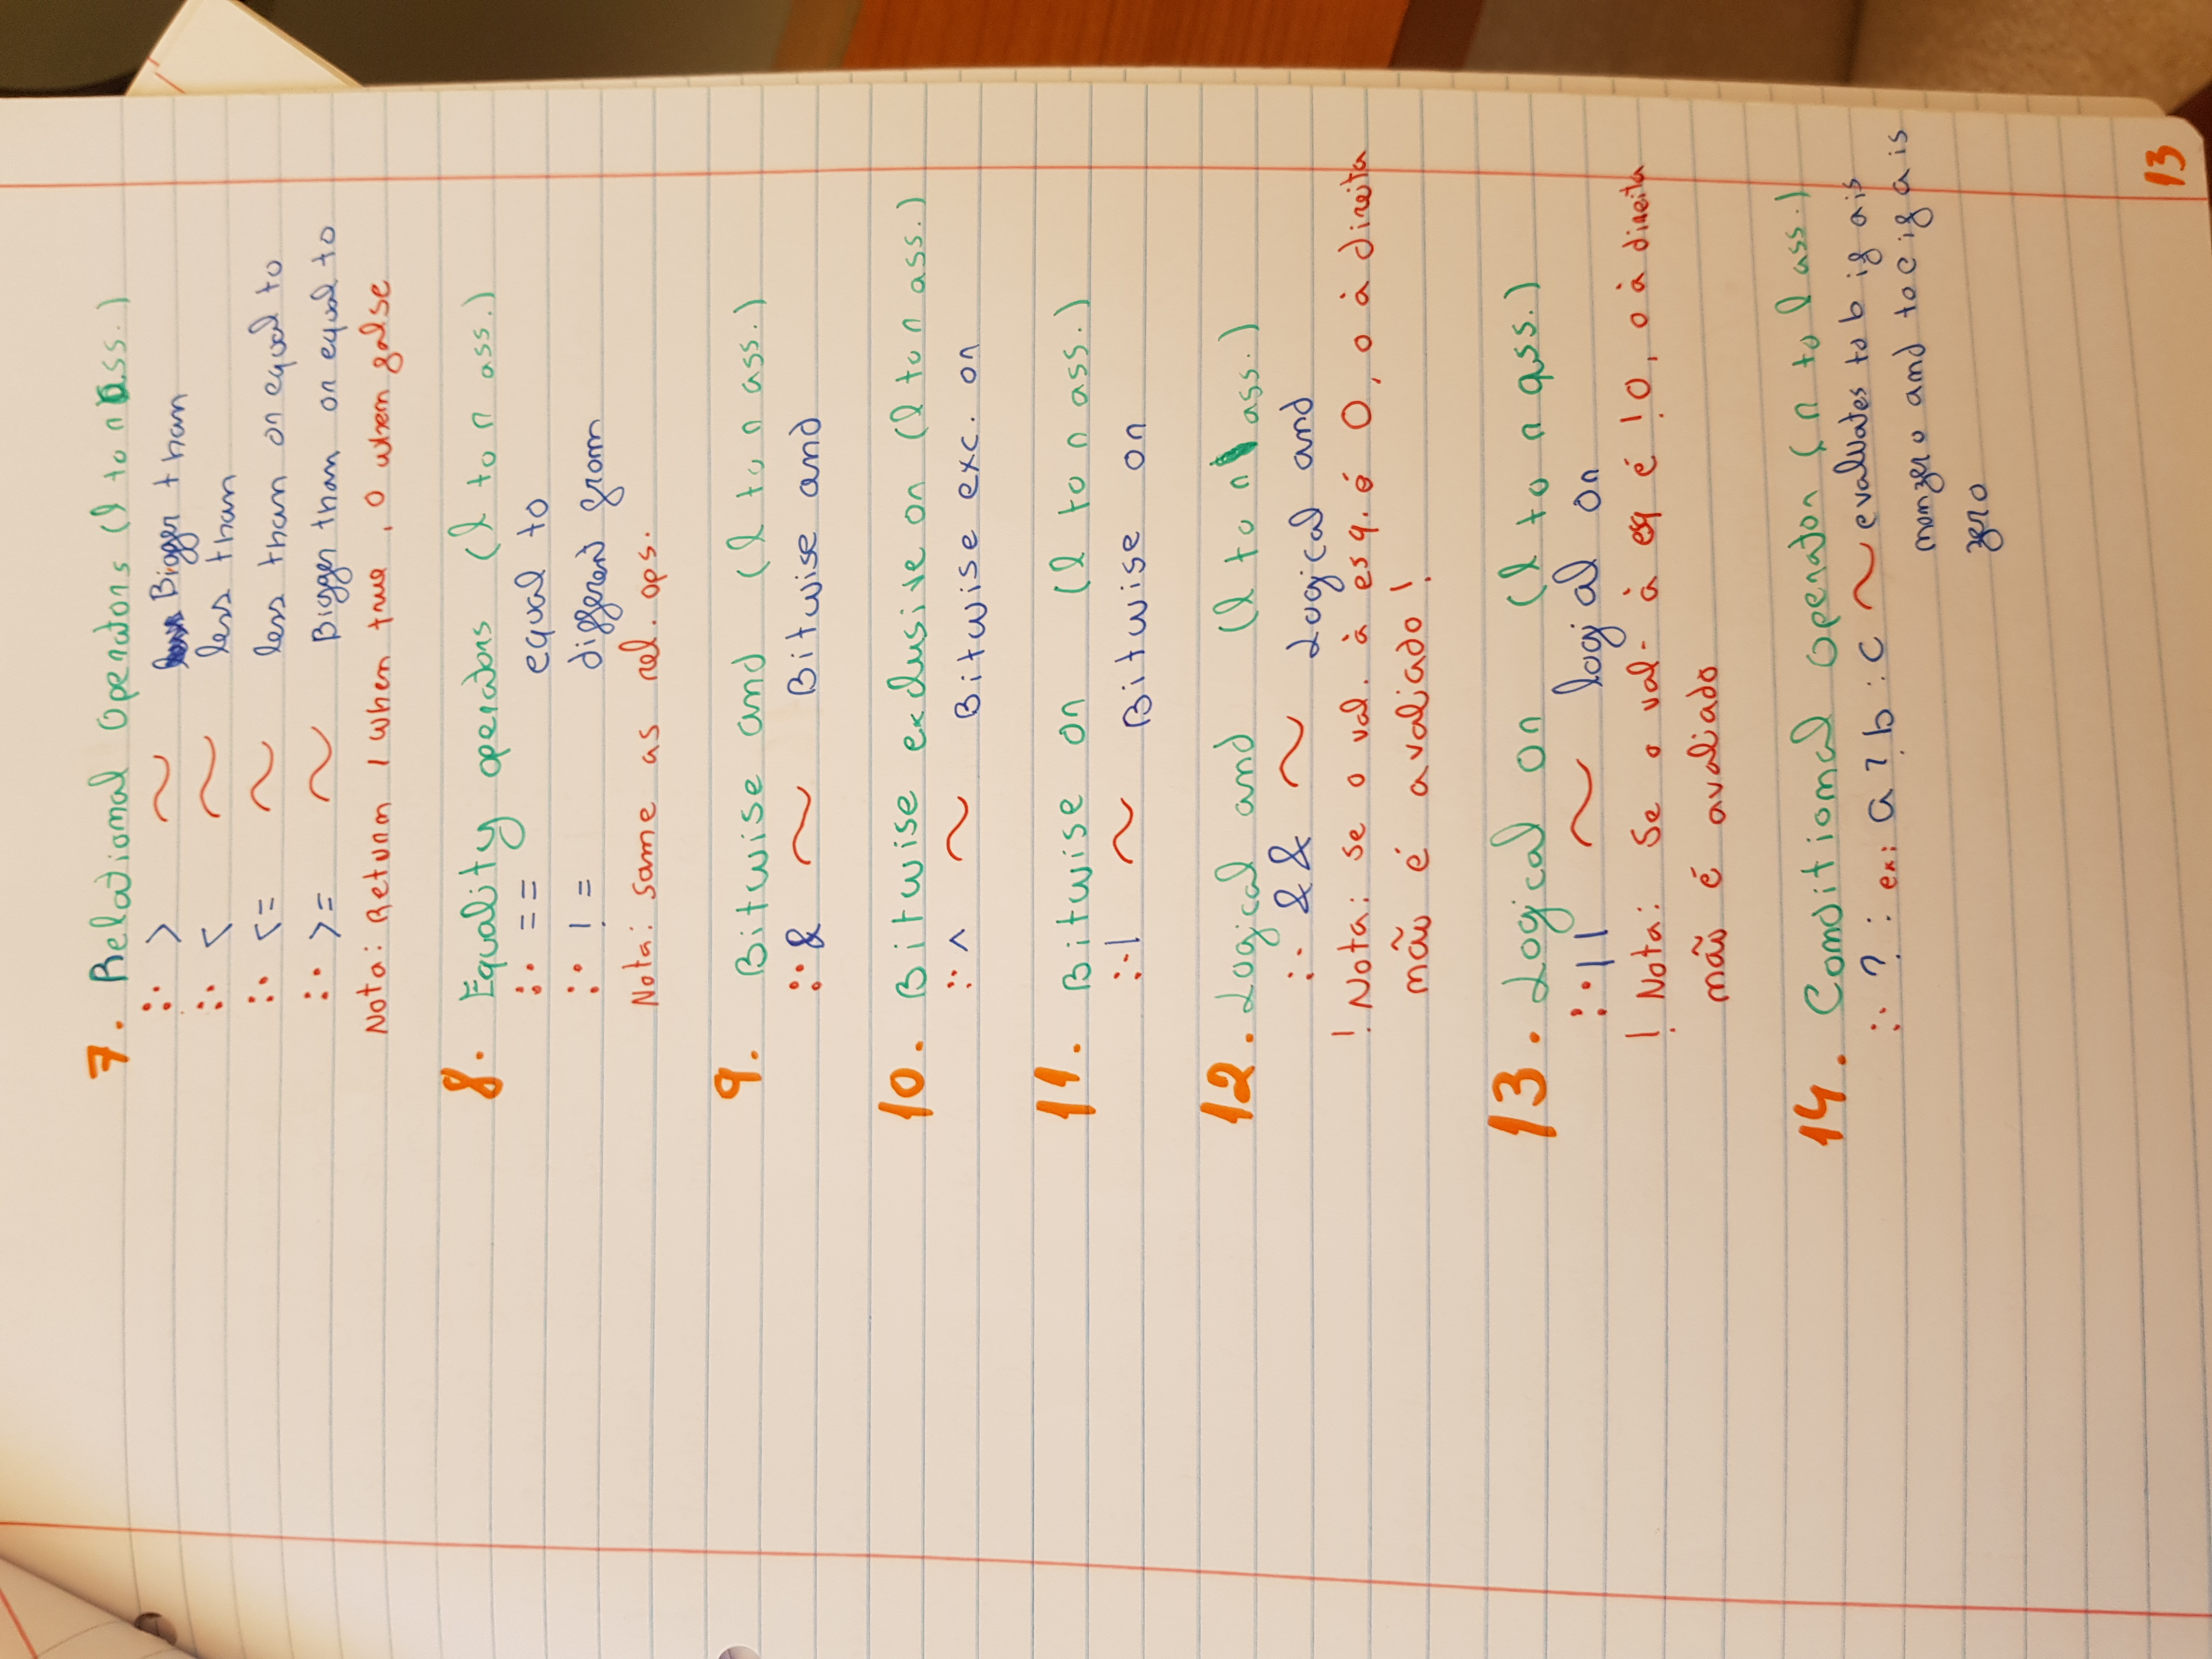 7. Relational Operators (l to r ass.)
:· > ~ Bigger than
:· < ~ less than
:· <= ~ less than or equal to
:· >= ~ Bigger than or equal to
Nota: Return 1 when true, 0 when false
8. Equality operators (l to r ass.)
:· == equal to
:· != different from
Nota: same as rel. ops.
9. Bitwise and (l to r ass.)
:· & ~ Bitwise and
10. Bitwise exclusive or (l to r ass.)
:· ^ ~ Bitwise exc. or
11. Bitwise or (l to r ass.)
:· | ~ Bitwise or
12. Logical and (l to r ass.)
:· && ~ Logical and
! Nota: se o val. à esq. é 0, o à direita
não é avaliado!
13. Logical or (l to r ass.)
:· || ~ logial or
! Nota: Se o val. à esq é !0, o à direita
não é avaliado
14. Conditional Operator (r to l ass.)
:· ? : ex: a ? b : c ~ evaluates to b if a is
nonzero and to c if a is
zero
13